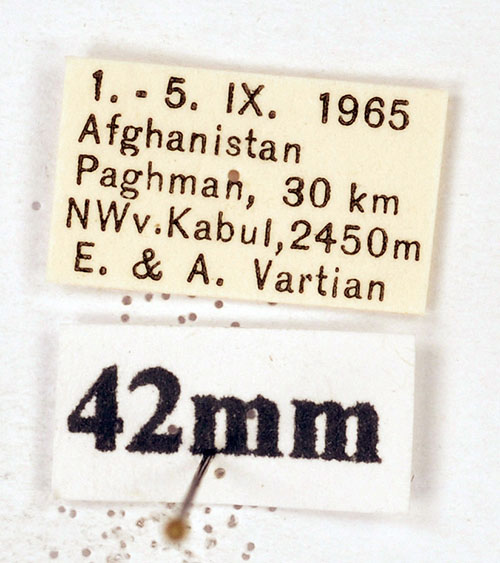 1. - 5. IX. 1965
Afghanistan
Paghman, 30 km
NWv.Kabul,2450m
E. & A. Vartian
42mm